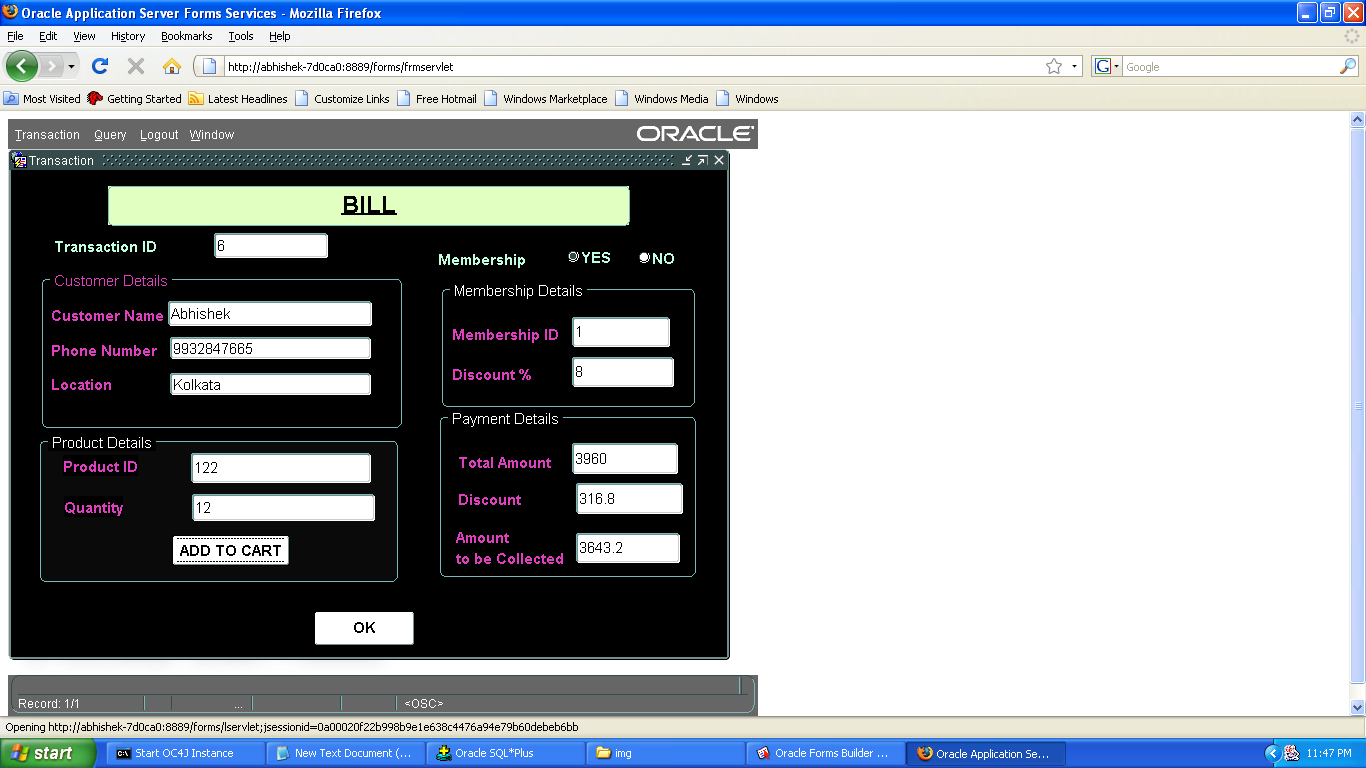 Oracle Application Server Forms Services - Mozilla Firefox
File Edit View History Bookmarks Tools Help
http://abhishek-7d0ca0:8889/forms/frmservlet
G Google
Most Visited Getting Started Latest Headlines Customize Links Free Hotmail Windows Marketplace Windows Media Windows
Transaction Query Logout Window ORACLE
Transaction
BILL
Transaction ID 6
Membership YES NO
Customer Details
Customer Name Abhishek
Phone Number 9932847665
Location Kolkata
Membership Details
Membership ID 1
Discount % 8
Product Details
Product ID 122
Quantity 12
ADD TO CART
Payment Details
Total Amount 3960
Discount 316.8
Amount
to be Collected 3643.2
OK
Record: 1/1 ... <OSC>
Opening http://abhishek-7d0ca0:8889/forms/lservlet;jsessionid=0a00020f22b998b9e1e638c4476a94e79b60debeb6bb
start Start OC4J Instance New Text Document (... Oracle SQL*Plus img Oracle Forms Builder ... Oracle Application Se... 11:47 PM